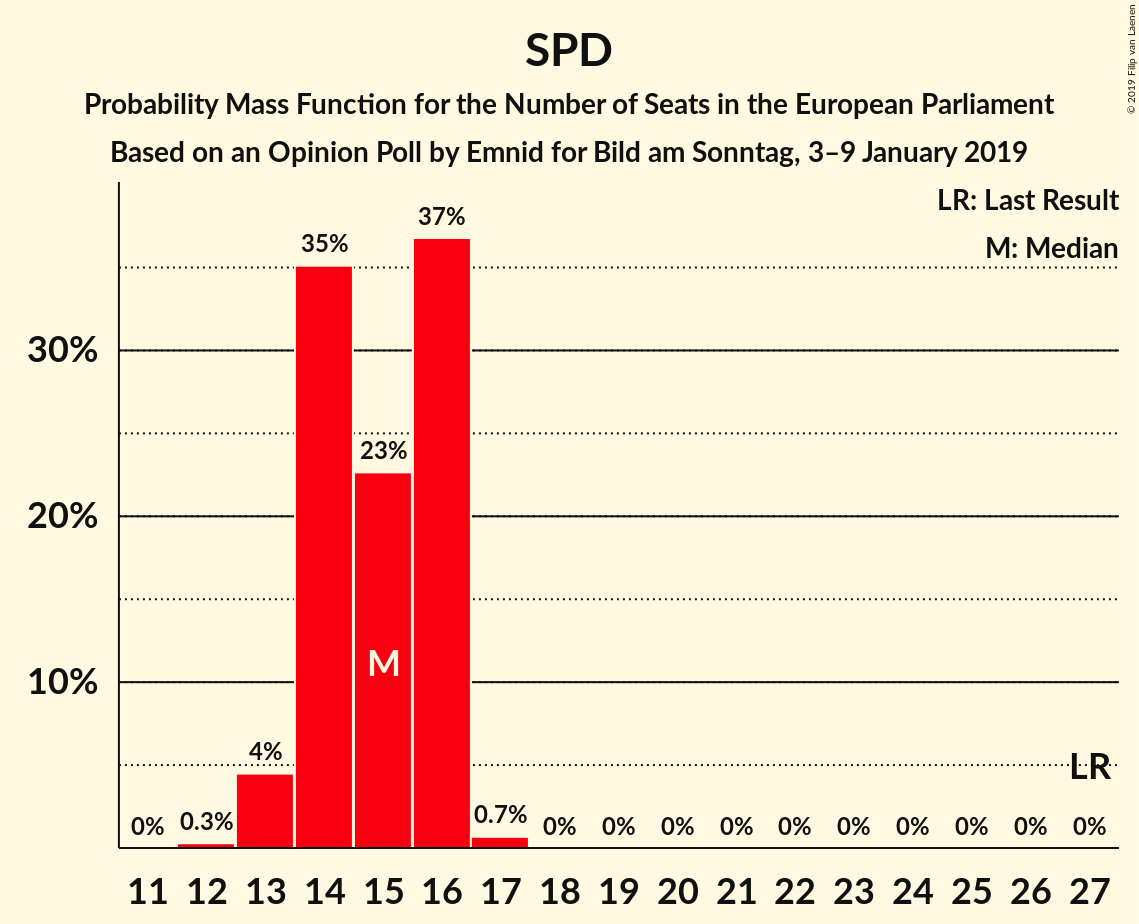 SPD
Probability Mass Function for the Number of Seats in the European Parliament
Based on an Opinion Poll by Emnid for Bild am Sonntag, 3–9 January 2019
© 2019 Filip van Laenen
LR: Last Result
M: Median
37%
35%
30%
23%
20%
M
10%
4%
LR
0% 0.3% 0.7% 0% 0% 0% 0% 0% 0% 0% 0% 0% 0%
11 12 13 14 15 16 17 18 19 20 21 22 23 24 25 26 27